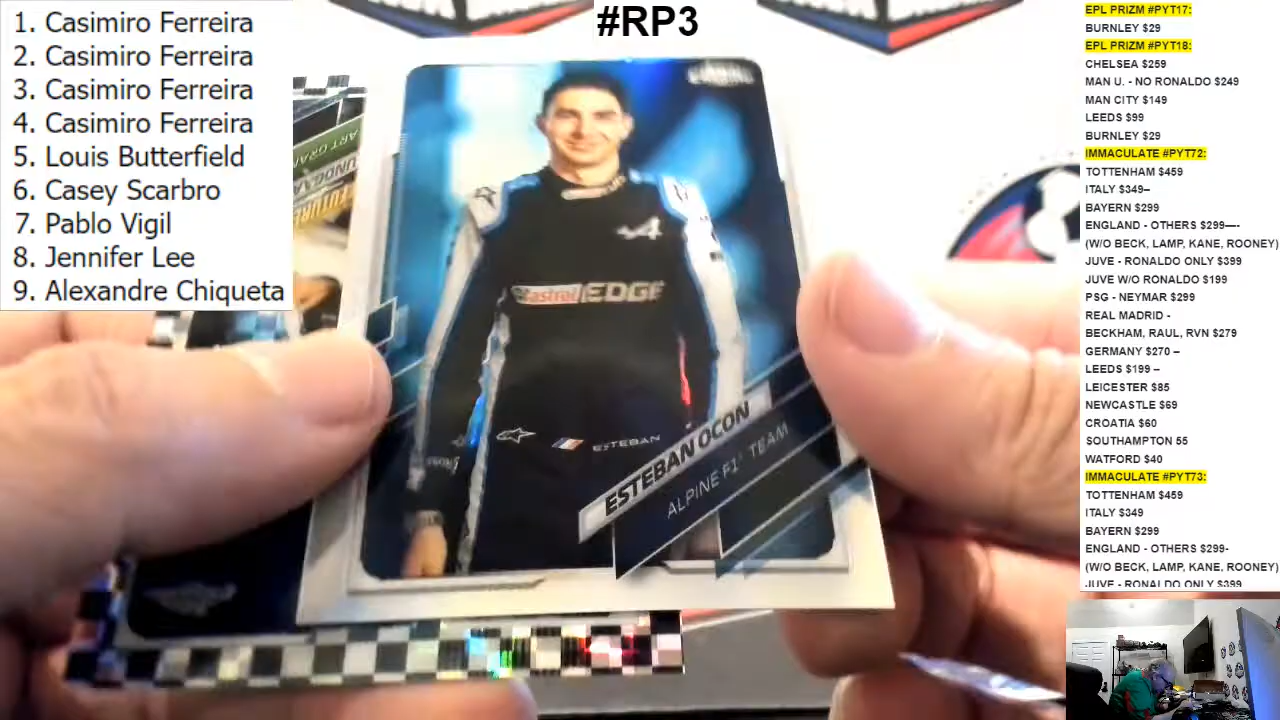 1. Casimiro Ferreira
2. Casimiro Ferreira
3. Casimiro Ferreira
4. Casimiro Ferreira
5. Louis Butterfield
6. Casey Scarbro
7. Pablo Vigil
8. Jennifer Lee
9. Alexandre Chiqueta
#RP3
Castrol EDGE
ESTEBAN
ESTEBAN OCON
ALPINE F1® TEAM
EPL PRIZM #PYT17:
BURNLEY $29
EPL PRIZM #PYT18:
CHELSEA $259
MAN U. - NO RONALDO $249
MAN CITY $149
LEEDS $99
BURNLEY $29
IMMACULATE #PYT72:
TOTTENHAM $459
ITALY $349–
BAYERN $299
ENGLAND - OTHERS $299—-
(W/O BECK, LAMP, KANE, ROONEY)
JUVE - RONALDO ONLY $399
JUVE W/O RONALDO $199
PSG - NEYMAR $299
REAL MADRID -
BECKHAM, RAUL, RVN $279
GERMANY $270 –
LEEDS $199 –
LEICESTER $85
NEWCASTLE $69
CROATIA $60
SOUTHAMPTON 55
WATFORD $40
IMMACULATE #PYT73:
TOTTENHAM $459
ITALY $349
BAYERN $299
ENGLAND - OTHERS $299-
(W/O BECK, LAMP, KANE, ROONEY)
JUVE - RONALDO ONLY $399